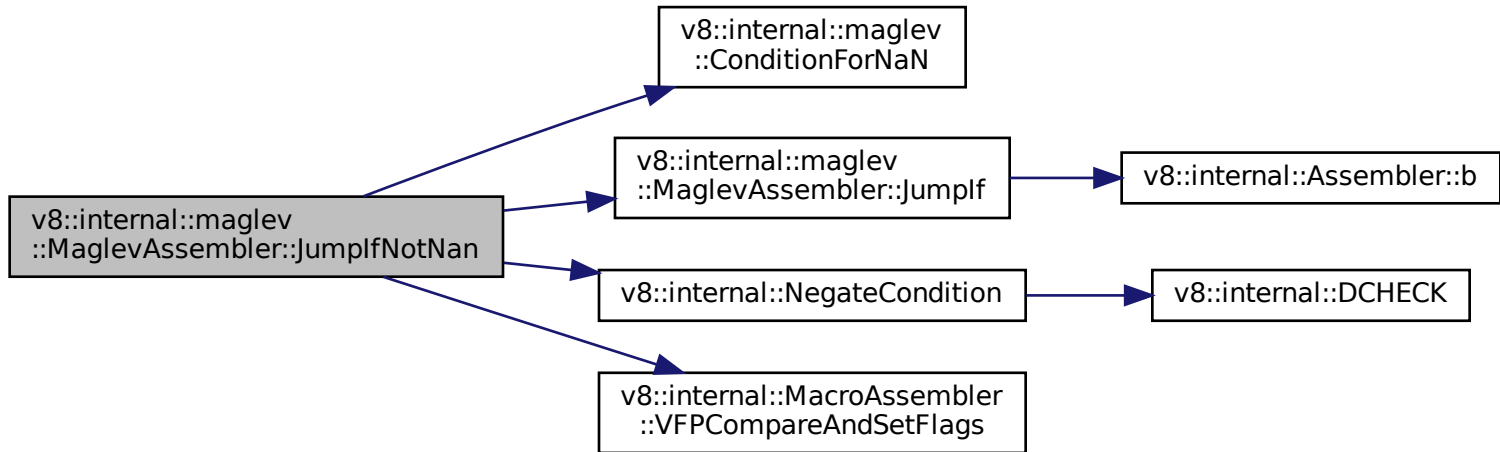 v8::internal::maglev
::MaglevAssembler::JumpIfNotNan
v8::internal::maglev
::ConditionForNaN
v8::internal::maglev
::MaglevAssembler::JumpIf
v8::internal::Assembler::b
v8::internal::NegateCondition
v8::internal::DCHECK
v8::internal::MacroAssembler
::VFPCompareAndSetFlags